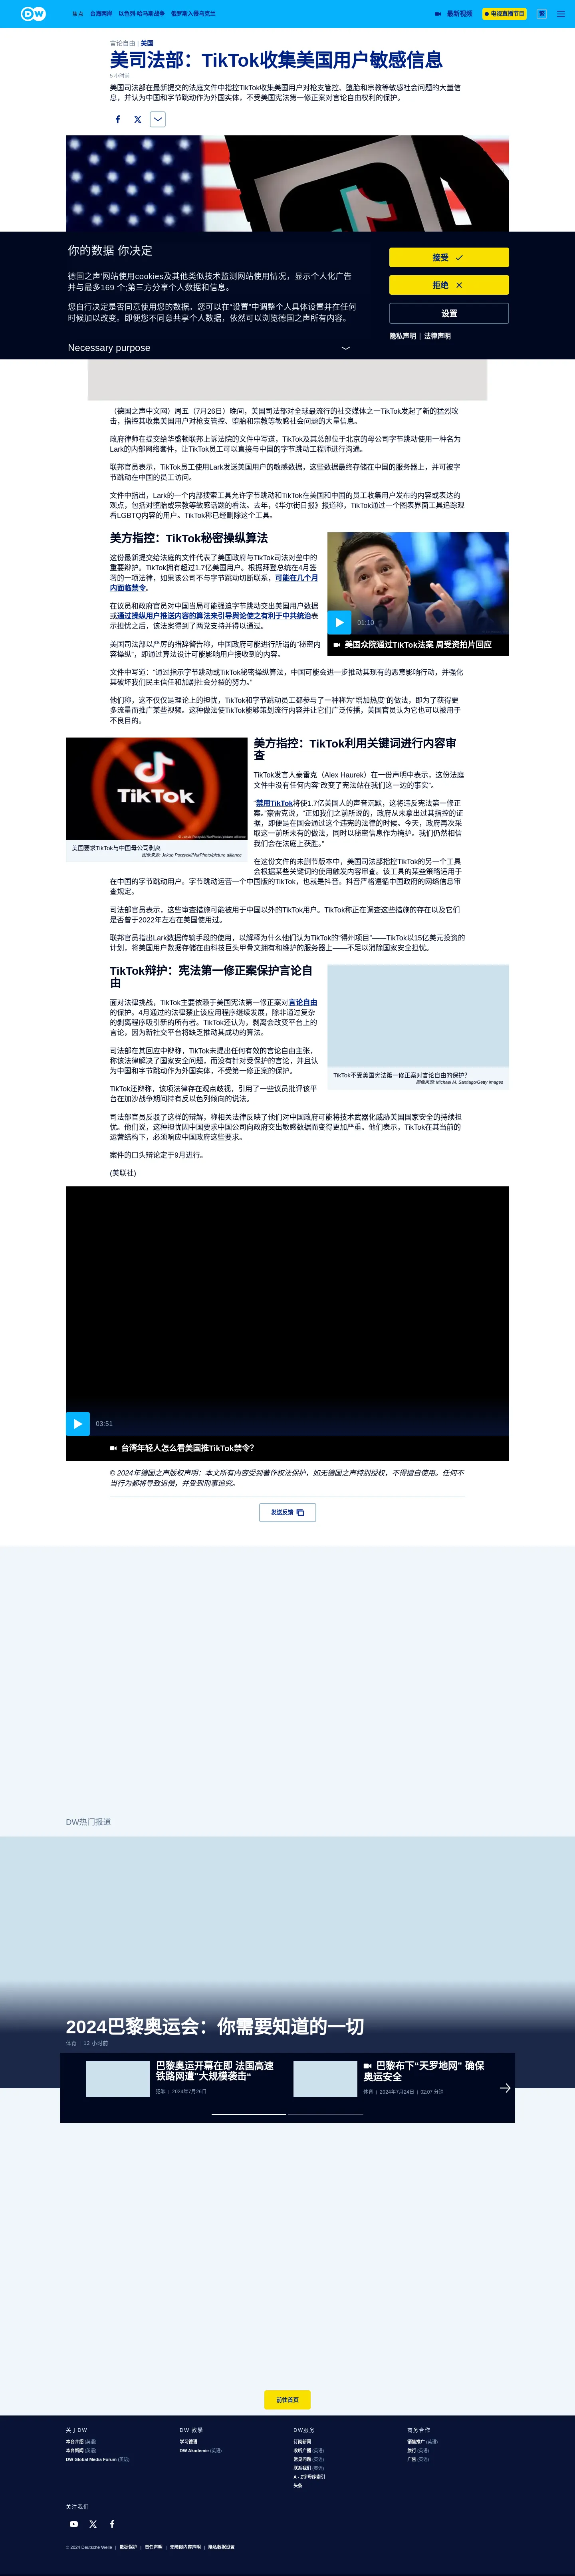 DW
热点 台海两岸 以色列-哈马斯战争 俄罗斯入侵乌克兰 最新视频 电视直播节目 繁
言论自由 | 美国
美司法部：TikTok收集美国用户敏感信息
5 小时前
美国司法部在最新提交的法庭文件中指控TikTok收集美国用户对枪支管控、堕胎和宗教等敏感社会问题的大量信
息，并认为中国和字节跳动作为外国实体，不受美国宪法第一修正案对言论自由权利的保护。
你的数据 你决定
德国之声'网站使用cookies及其他类似技术监测网站使用情况，显示个人化广告
并与最多169 个;第三方分享个人数据和信息。
您自行决定是否同意使用您的数据。您可以在"设置"中调整个人具体设置并在任何
时候加以改变。即便您不同意共享个人数据，依然可以浏览德国之声所有内容。
Necessary purpose
接受
拒绝
设置
隐私声明 | 法律声明
（德国之声中文网）周五（7月26日）晚间，美国司法部对全球最流行的社交媒体之一TikTok发起了新的猛烈攻
击，指控其收集美国用户对枪支管控、堕胎和宗教等敏感社会问题的大量信息。
政府律师在提交给华盛顿联邦上诉法院的文件中写道，TikTok及其总部位于北京的母公司字节跳动使用一种名为
Lark的内部网络套件，让TikTok员工可以直接与中国的字节跳动工程师进行沟通。
联邦官员表示，TikTok员工使用Lark发送美国用户的敏感数据，这些数据最终存储在中国的服务器上，并可被字
节跳动在中国的员工访问。
文件中指出，Lark的一个内部搜索工具允许字节跳动和TikTok在美国和中国的员工收集用户发布的内容或表达的
观点，包括对堕胎或宗教等敏感话题的看法。去年，《华尔街日报》报道称，TikTok通过一个图表界面工具追踪观
看LGBTQ内容的用户。TikTok称已经删除这个工具。
美方指控：TikTok秘密操纵算法
这份最新提交给法庭的文件代表了美国政府与TikTok司法对垒中的
重要辩护。TikTok拥有超过1.7亿美国用户。根据拜登总统在4月签
署的一项法律，如果该公司不与字节跳动切断联系，可能在几个月
内面临禁令。
在议员和政府官员对中国当局可能强迫字节跳动交出美国用户数据
或通过操纵用户推送内容的算法来引导舆论使之有利于中共统治表
示担忧之后，该法案得到了两党支持并得以通过。
美国司法部以严厉的措辞警告称，中国政府可能进行所谓的"秘密内
容操纵"，即通过算法设计可能影响用户接收到的内容。
01:10
美国众院通过TikTok法案 周受资拍片回应
文件中写道："通过指示字节跳动或TikTok秘密操纵算法，中国可能会进一步推动其现有的恶意影响行动，并强化
其破坏我们民主信任和加剧社会分裂的努力。"
他们称，这不仅仅是理论上的担忧，TikTok和字节跳动员工都参与了一种称为"增加热度"的做法，即为了获得更
多流量而推广某些视频。这种做法使TikTok能够策划流行内容并让它们广泛传播，美国官员认为它也可以被用于
不良目的。
TikTok
© Jakub Porzycki, NurPhoto/picture alliance
美国要求TikTok与中国母公司剥离
图像来源: Jakub Porzycki/NurPhoto/picture alliance
美方指控：TikTok利用关键词进行内容审
查
TikTok发言人豪雷克（Alex Haurek）在一份声明中表示，这份法庭
文件中没有任何内容"改变了宪法站在我们这一边的事实"。
"禁用TikTok将使1.7亿美国人的声音沉默，这将违反宪法第一修正
案。"豪雷克说，"正如我们之前所说的，政府从未拿出过其指控的证
据，即便是在国会通过这个违宪的法律的时候。今天，政府再次采
取这一前所未有的做法，同时以秘密信息作为掩护。我们仍然相信
我们会在法庭上获胜。"
在这份文件的未删节版本中，美国司法部指控TikTok的另一个工具
会根据某些关键词的使用触发内容审查。该工具的某些策略适用于
在中国的字节跳动用户。字节跳动运营一个中国版的TikTok，也就是抖音。抖音严格遵循中国政府的网络信息审
查规定。
司法部官员表示，这些审查措施可能被用于中国以外的TikTok用户。TikTok称正在调查这些措施的存在以及它们
是否曾于2022年左右在美国使用过。
联邦官员指出Lark数据传输手段的使用，以解释为什么他们认为TikTok的"得州项目"——TikTok以15亿美元投资的
计划，将美国用户数据存储在由科技巨头甲骨文拥有和维护的服务器上——不足以消除国家安全担忧。
TikTok辩护：宪法第一修正案保护言论自
由
面对法律挑战，TikTok主要依赖于美国宪法第一修正案对言论自由
的保护。4月通过的法律禁止该应用程序继续发展，除非通过复杂
的剥离程序吸引新的所有者。TikTok还认为，剥离会改变平台上的
言论，因为新社交平台将缺乏推动其成功的算法。
司法部在其回应中辩称，TikTok未提出任何有效的言论自由主张，
称该法律解决了国家安全问题，而没有针对受保护的言论，并且认
为中国和字节跳动作为外国实体，不受第一修正案的保护。
TikTok还辩称，该项法律存在观点歧视，引用了一些议员批评该平
台在加沙战争期间持有反以色列倾向的说法。
TikTok不受美国宪法第一修正案对言论自由的保护？
图像来源: Michael M. Santiago/Getty Images
司法部官员反驳了这样的辩解，称相关法律反映了他们对中国政府可能将技术武器化威胁美国国家安全的持续担
忧。他们说，这种担忧因中国要求中国公司向政府交出敏感数据而变得更加严重。他们表示，TikTok在其当前的
运营结构下，必须响应中国政府这些要求。
案件的口头辩论定于9月进行。
(美联社)
03:51
台湾年轻人怎么看美国推TikTok禁令？
© 2024年德国之声版权声明：本文所有内容受到著作权法保护，如无德国之声特别授权，不得擅自使用。任何不
当行为都将导致追偿，并受到刑事追究。
发送反馈
DW热门报道
2024巴黎奥运会：你需要知道的一切
体育 | 12 小时前
巴黎奥运开幕在即 法国高速
铁路网遭"大规模袭击"
犯罪 | 2024年7月26日
巴黎布下"天罗地网" 确保
奥运安全
体育 | 2024年7月24日 | 02:07 分钟
前往首页
关于DW
本台介绍 (英语)
本台新闻 (英语)
DW Global Media Forum (英语)
DW 教學
学习德语
DW Akademie (英语)
DW服务
订阅新闻
收听广播 (英语)
常见问题 (英语)
联系我们 (英语)
A - Z字母序索引
头条
商务合作
销售推广 (英语)
旅行 (英语)
广告 (英语)
关注我们
© 2024 Deutsche Welle | 数据保护 | 责任声明 | 无障碍内容声明 | 隐私数据设置